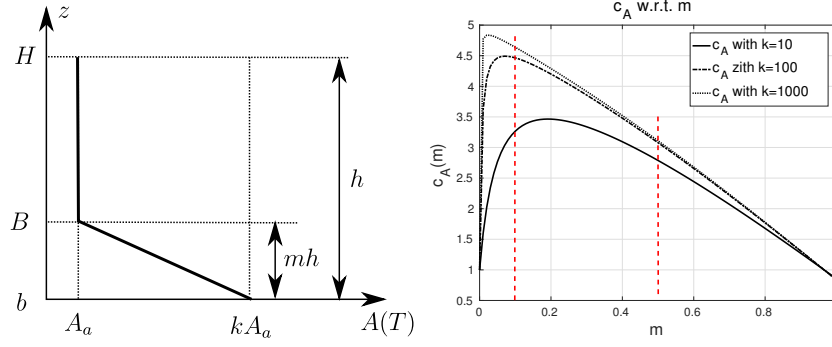 z
H
h
B
mh
b
A_a
kA_a
A(T)
c_A w.r.t. m
c_A with k=10
c_A zith k=100
c_A with k=1000
c_A(m)
5
4.5
4
3.5
3
2.5
2
1.5
1
0.5
0
0.2
0.4
0.6
0.8
m